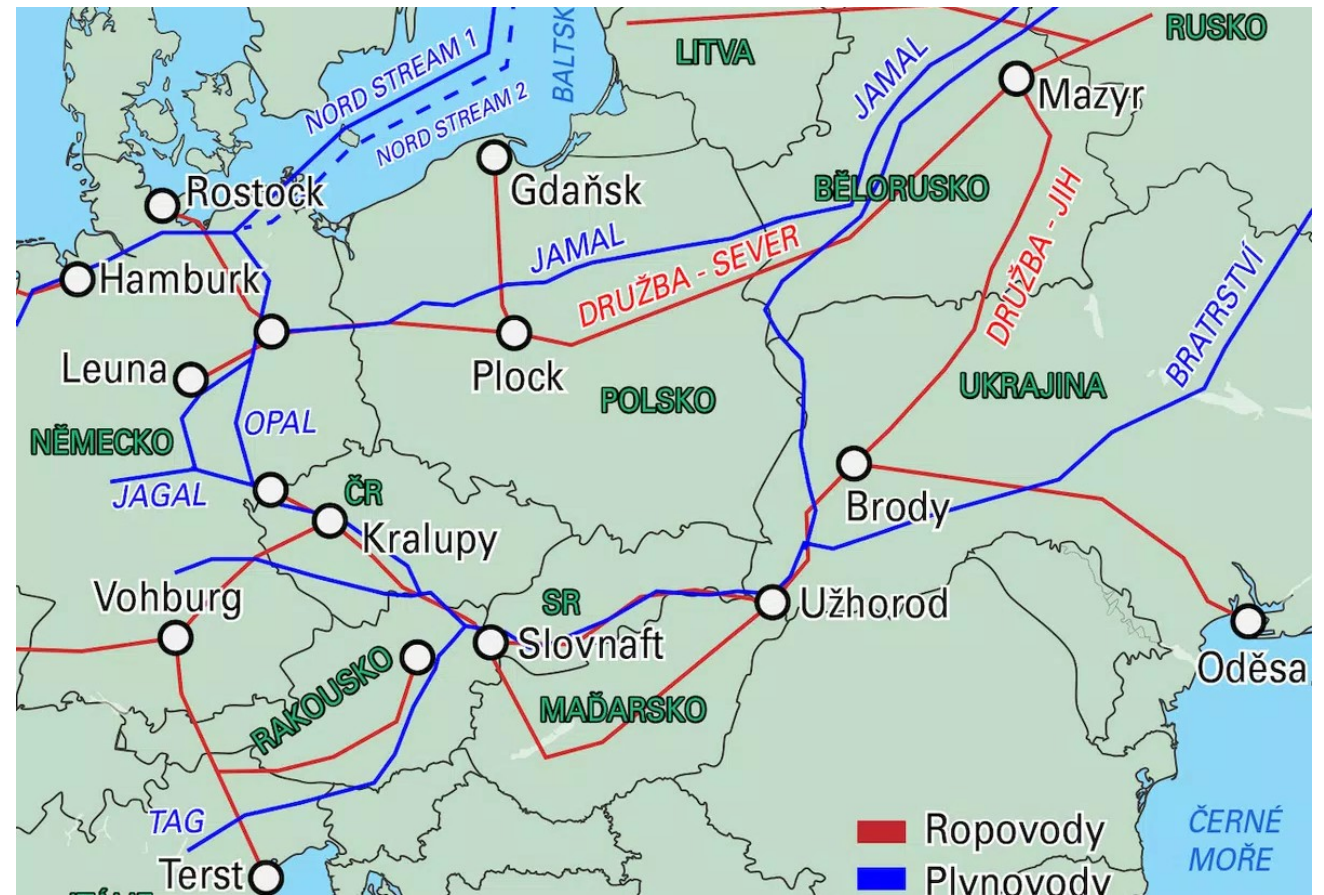 RUSKO
LITVA
BALTSK
NORD STREAM 1
NORD STREAM 2
JAMAL
Mazyr
Rostock
Gdaňsk
BĚLORUSKO
DRUŽBA - JIH
JAMAL
DRUŽBA - SEVER
Hamburk
BRATRSTVÍ
Leuna
Plock
POLSKO
UKRAJINA
OPAL
NĚMECKO
JAGAL
ČR
Brody
Kralupy
Vohburg
SR
Užhorod
Slovnaft
Oděsa
RAKOUSKO
MAĎARSKO
TAG
Terst
Ropovody
Plynovody
ČERNÉ
MOŘE